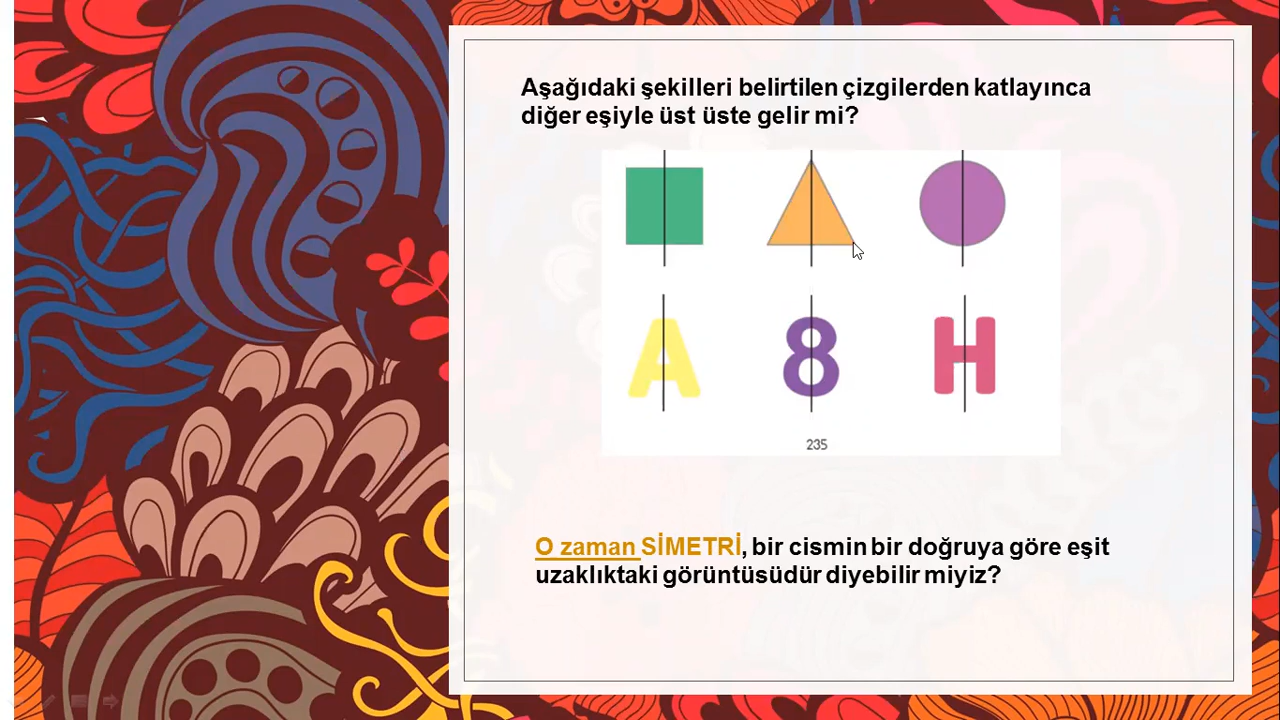 Aşağıdaki şekilleri belirtilen çizgilerden katlayınca
diğer eşiyle üst üste gelir mi?
A 8 H
235
O zaman SİMETRİ, bir cismin bir doğruya göre eşit
uzaklıktaki görüntüsüdür diyebilir miyiz?